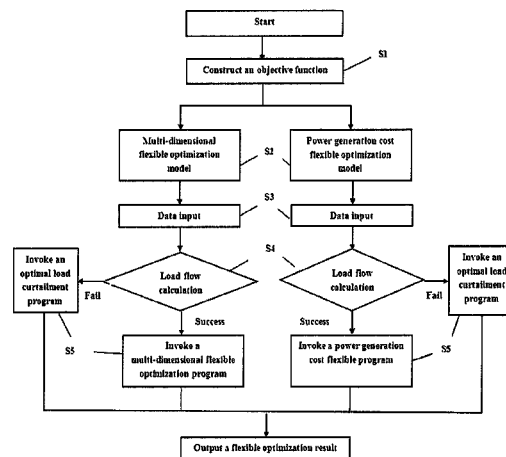 Start
Construct an objective function
S1
Multi-dimensional
flexible optimization
model
S2
Power generation cost
flexible optimization
model
Data input
S3
Data input
Invoke an
optimal load
curtailment
program
Fail
Load flow
calculation
S4
Load flow
calculation
Fail
Invoke an
optimal load
curtailment
program
Success
Success
S5
Invoke a
multi-dimensional flexible
optimization program
Invoke a power generation
cost flexible program
S5
Output a flexible optimization result